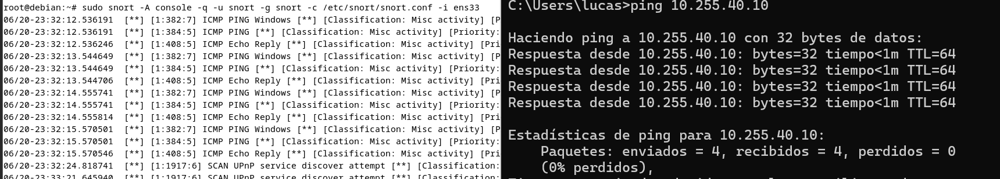 root@debian:~# sudo snort -A console -q -u snort -g snort -c /etc/snort/snort.conf -i ens33
06/20-23:32:12.536191  [**] [1:382:7] ICMP PING Windows [**] [Classification: Misc activity] [P
06/20-23:32:12.536191  [**] [1:384:5] ICMP PING [**] [Classification: Misc activity] [Priority:
06/20-23:32:12.536246  [**] [1:408:5] ICMP Echo Reply [**] [Classification: Misc activity] [Pri
06/20-23:32:13.544649  [**] [1:382:7] ICMP PING Windows [**] [Classification: Misc activity] [P
06/20-23:32:13.544649  [**] [1:384:5] ICMP PING [**] [Classification: Misc activity] [Priority:
06/20-23:32:13.544706  [**] [1:408:5] ICMP Echo Reply [**] [Classification: Misc activity] [Pri
06/20-23:32:14.555741  [**] [1:382:7] ICMP PING Windows [**] [Classification: Misc activity] [P
06/20-23:32:14.555741  [**] [1:384:5] ICMP PING [**] [Classification: Misc activity] [Priority:
06/20-23:32:14.555814  [**] [1:408:5] ICMP Echo Reply [**] [Classification: Misc activity] [Pri
06/20-23:32:15.570501  [**] [1:382:7] ICMP PING Windows [**] [Classification: Misc activity] [P
06/20-23:32:15.570501  [**] [1:384:5] ICMP PING [**] [Classification: Misc activity] [Priority:
06/20-23:32:15.570546  [**] [1:408:5] ICMP Echo Reply [**] [Classification: Misc activity] [Pri
06/20-23:32:24.818741  [**] [1:1917:6] SCAN UPnP service discover attempt [**] [Classification:
06/20-23:33:21.645940  [**] [1:1917:6] SCAN UPnP service discover attempt [**] [Classification:
C:\Users\lucas>ping 10.255.40.10
Haciendo ping a 10.255.40.10 con 32 bytes de datos:
Respuesta desde 10.255.40.10: bytes=32 tiempo<1m TTL=64
Respuesta desde 10.255.40.10: bytes=32 tiempo<1m TTL=64
Respuesta desde 10.255.40.10: bytes=32 tiempo<1m TTL=64
Respuesta desde 10.255.40.10: bytes=32 tiempo<1m TTL=64
Estadísticas de ping para 10.255.40.10:
Paquetes: enviados = 4, recibidos = 4, perdidos = 0
(0% perdidos),